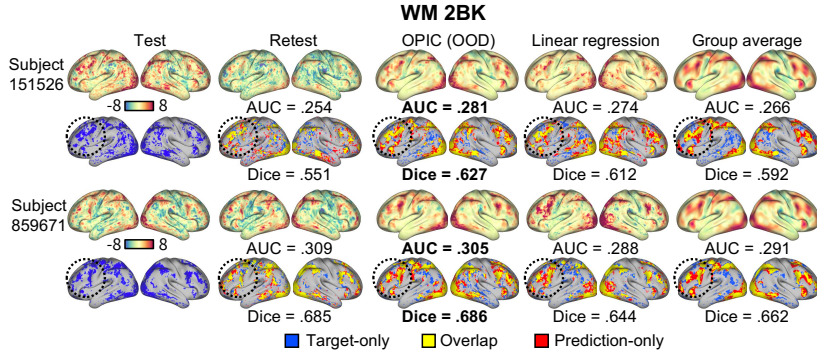 WM 2BK
Test Retest OPIC (OOD) Linear regression Group average
Subject
151526
-8 8
AUC = .254 AUC = .281 AUC = .274 AUC = .266
Dice = .551 Dice = .627 Dice = .612 Dice = .592
Subject
859671
-8 8
AUC = .309 AUC = .305 AUC = .288 AUC = .291
Dice = .685 Dice = .686 Dice = .644 Dice = .662
Target-only Overlap Prediction-only